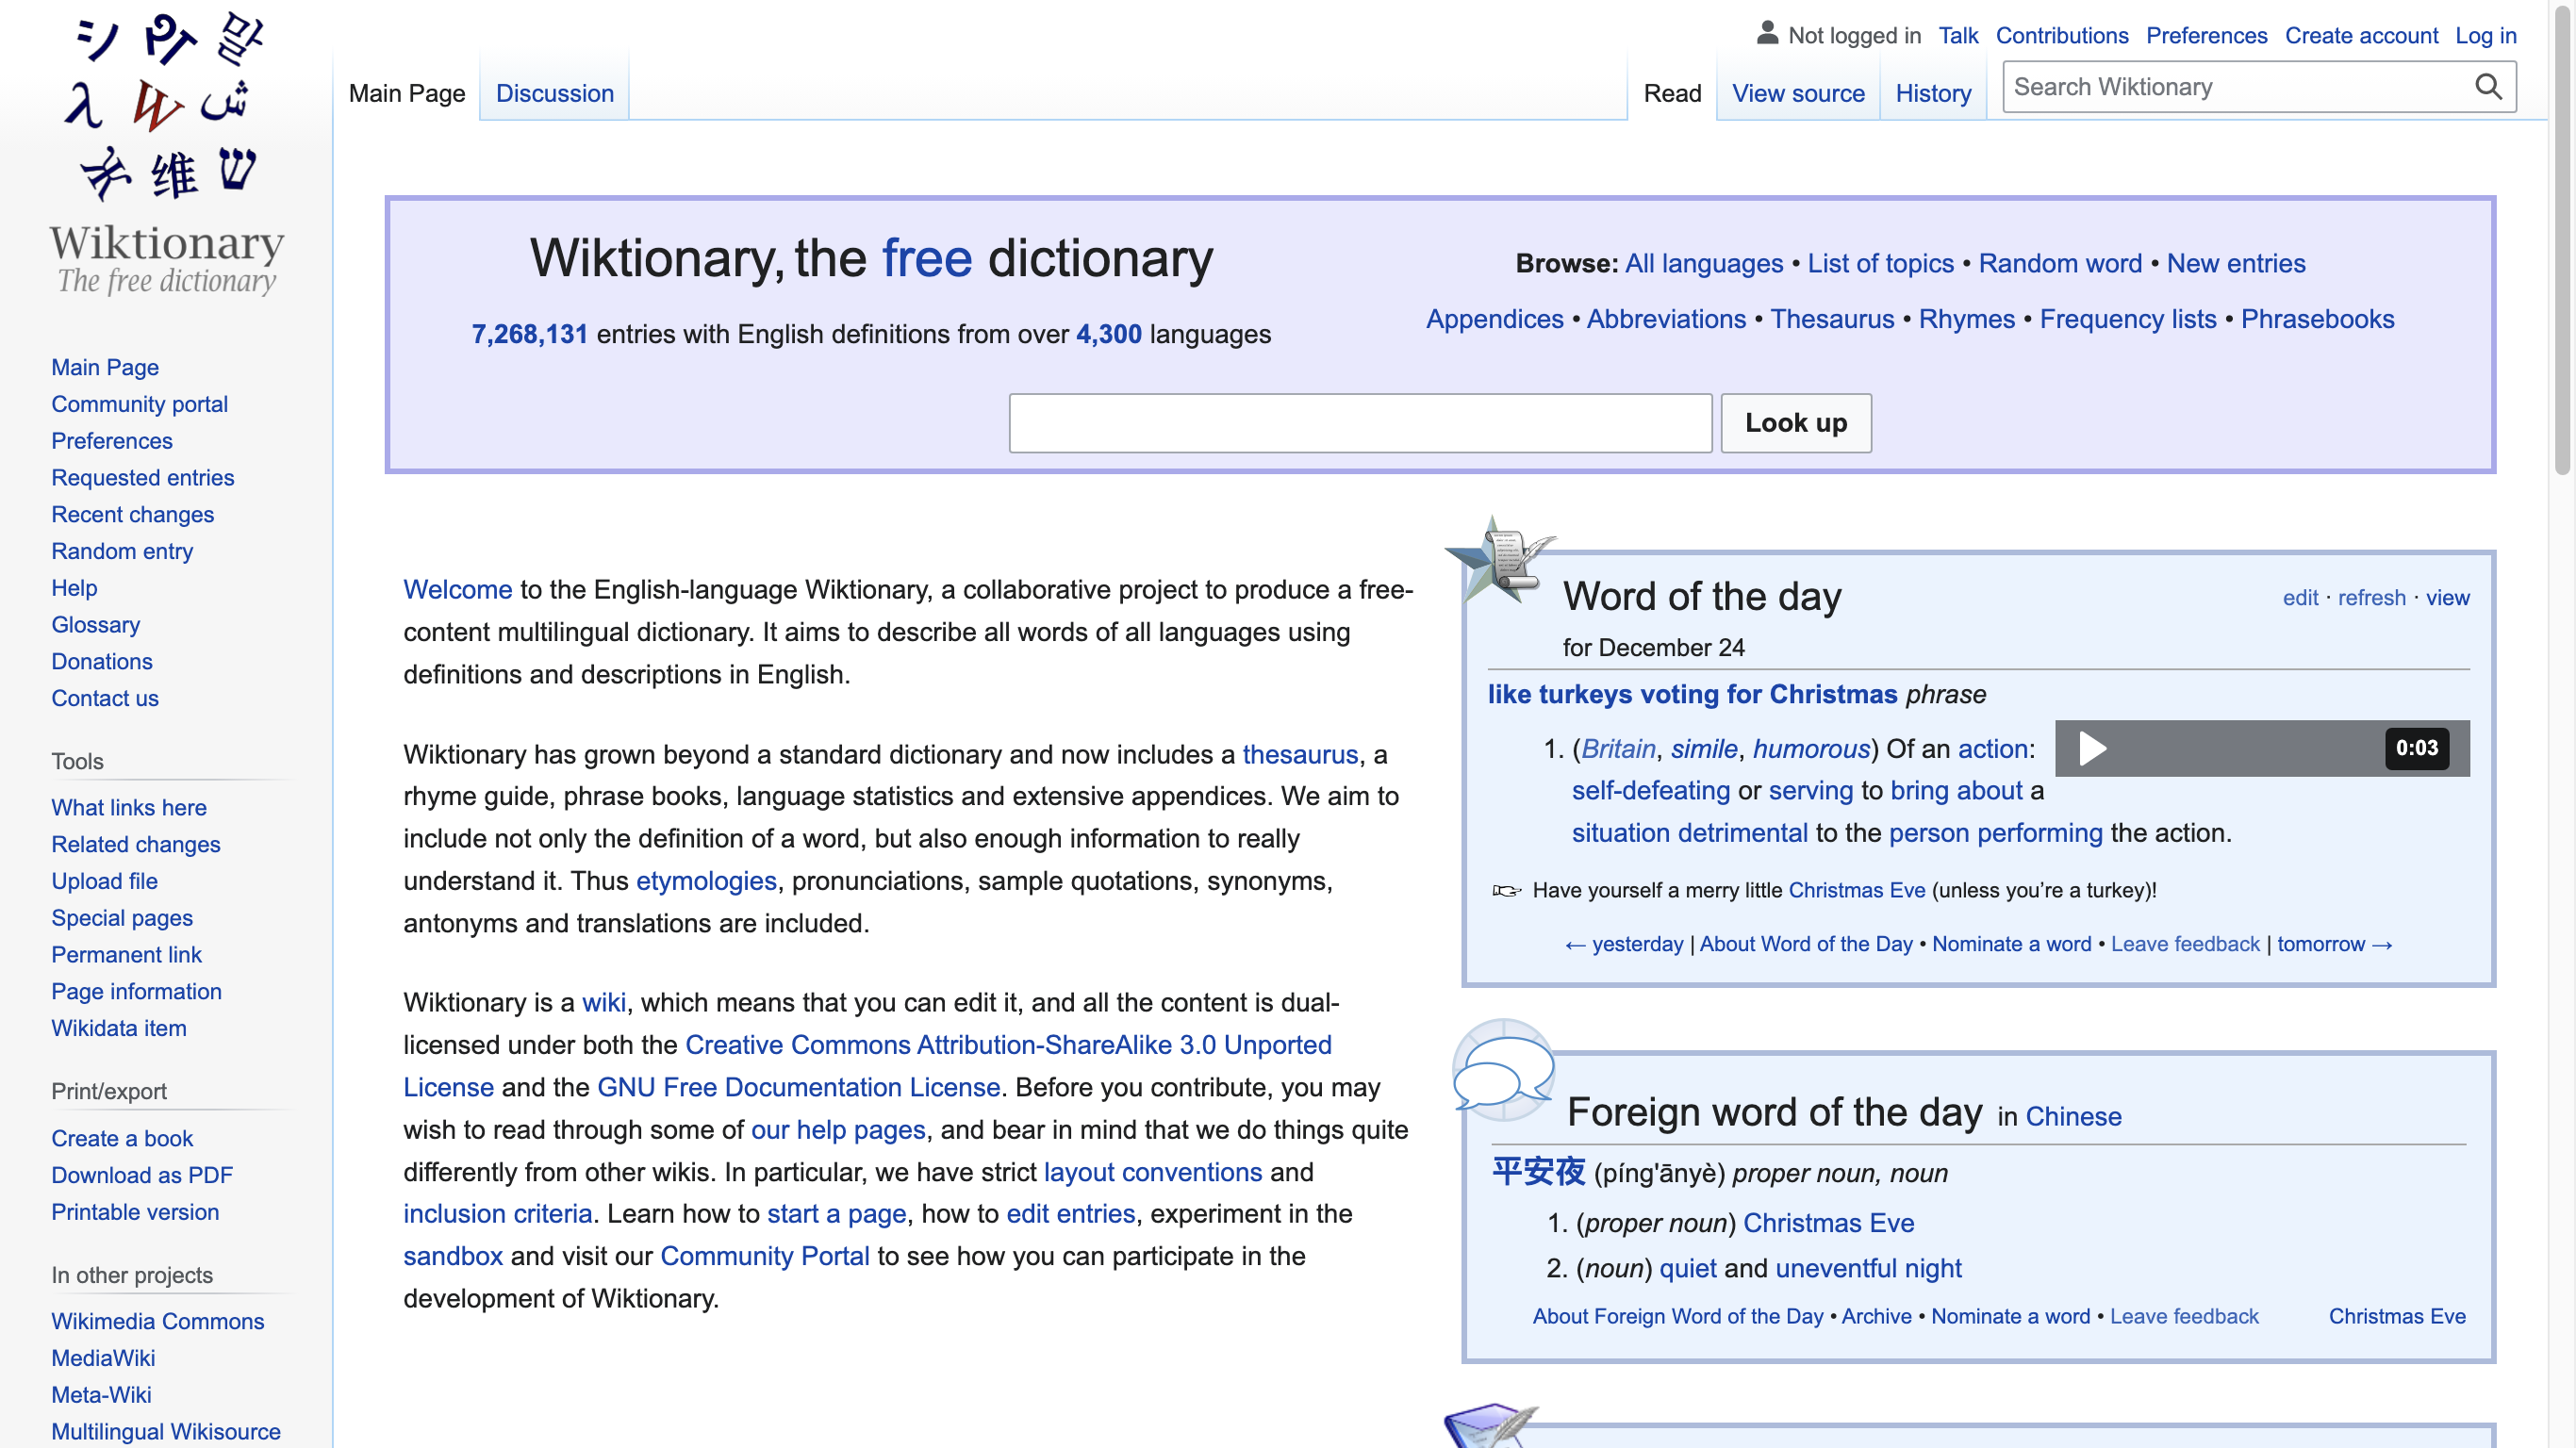 シ
말
λ
W
ش
维
ש
Wiktionary
The free dictionary
Main Page
Community portal
Preferences
Requested entries
Recent changes
Random entry
Help
Glossary
Donations
Contact us
Tools
What links here
Related changes
Upload file
Special pages
Permanent link
Page information
Wikidata item
Print/export
Create a book
Download as PDF
Printable version
In other projects
Wikimedia Commons
MediaWiki
Meta-Wiki
Multilingual Wikisource
Not logged in Talk Contributions Preferences Create account Log in
Main Page Discussion Read View source History Search Wiktionary
Wiktionary, the free dictionary
7,268,131 entries with English definitions from over 4,300 languages
Browse: All languages • List of topics • Random word • New entries
Appendices • Abbreviations • Thesaurus • Rhymes • Frequency lists • Phrasebooks
Look up
Welcome to the English-language Wiktionary, a collaborative project to produce a free-
content multilingual dictionary. It aims to describe all words of all languages using
definitions and descriptions in English.
Wiktionary has grown beyond a standard dictionary and now includes a thesaurus, a
rhyme guide, phrase books, language statistics and extensive appendices. We aim to
include not only the definition of a word, but also enough information to really
understand it. Thus etymologies, pronunciations, sample quotations, synonyms,
antonyms and translations are included.
Wiktionary is a wiki, which means that you can edit it, and all the content is dual-
licensed under both the Creative Commons Attribution-ShareAlike 3.0 Unported
License and the GNU Free Documentation License. Before you contribute, you may
wish to read through some of our help pages, and bear in mind that we do things quite
differently from other wikis. In particular, we have strict layout conventions and
inclusion criteria. Learn how to start a page, how to edit entries, experiment in the
sandbox and visit our Community Portal to see how you can participate in the
development of Wiktionary.
Word of the day
edit · refresh · view
for December 24
like turkeys voting for Christmas phrase
1. (Britain, simile, humorous) Of an action:
0:03
self-defeating or serving to bring about a
situation detrimental to the person performing the action.
☞ Have yourself a merry little Christmas Eve (unless you’re a turkey)!
← yesterday | About Word of the Day • Nominate a word • Leave feedback | tomorrow →
Foreign word of the day in Chinese
平安夜 (píng'ānyè) proper noun, noun
1. (proper noun) Christmas Eve
2. (noun) quiet and uneventful night
About Foreign Word of the Day • Archive • Nominate a word • Leave feedback Christmas Eve